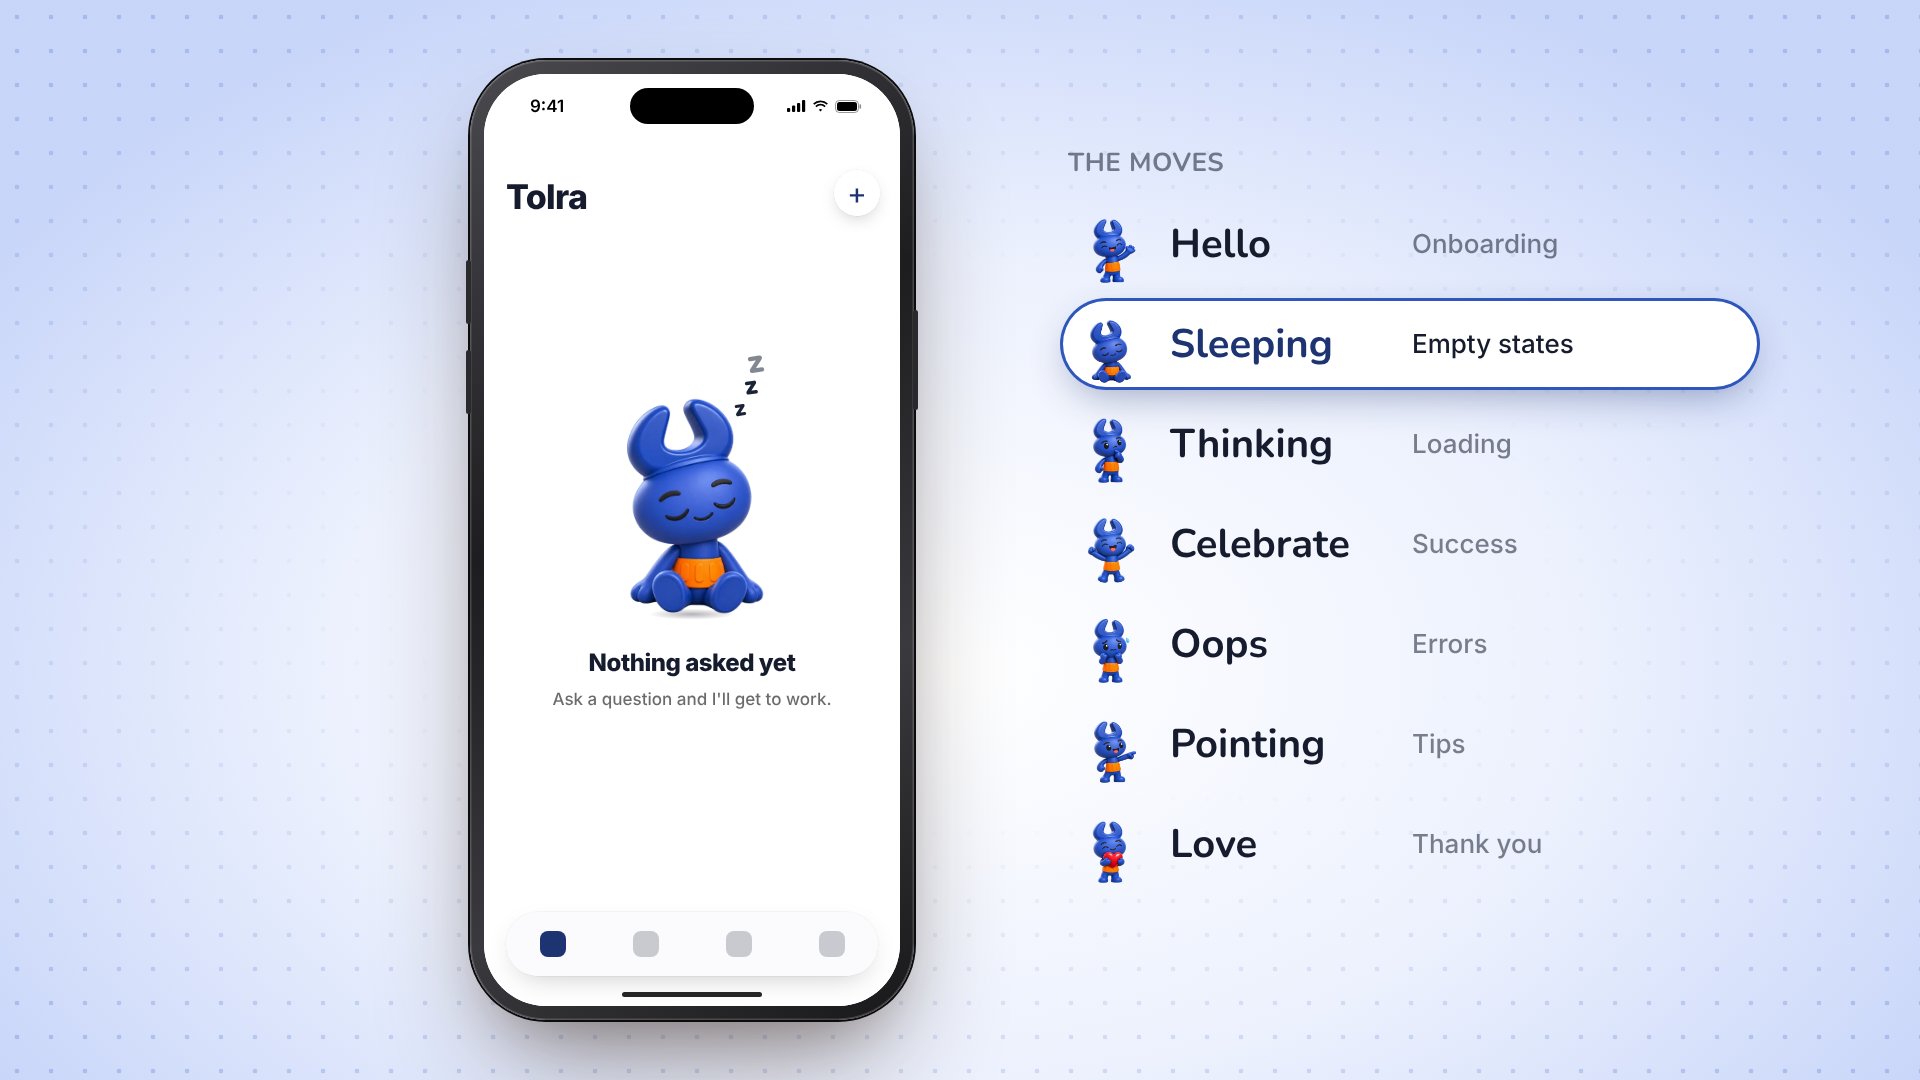 9:41
Tolra
+
z
z
z
Nothing asked yet
Ask a question and I'll get to work.
THE MOVES
Hello Onboarding
Sleeping Empty states
Thinking Loading
Celebrate Success
Oops Errors
Pointing Tips
Love Thank you